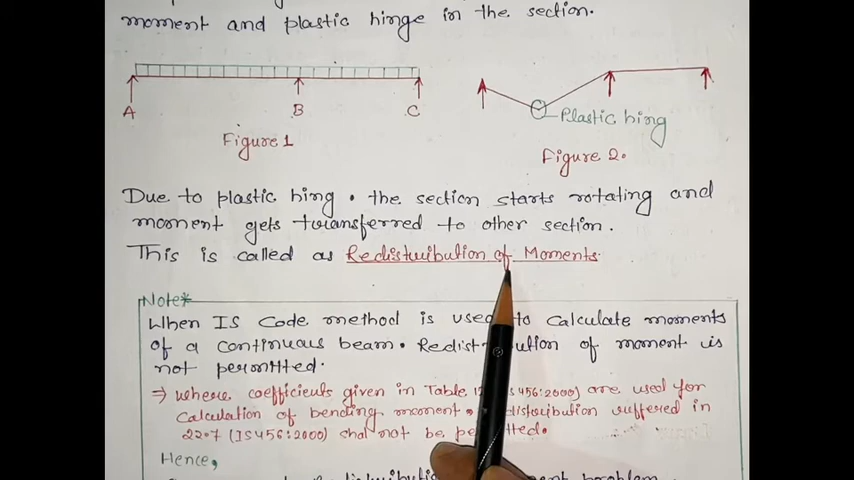 moment and plastic hinge in the section.
A B C
Figure 1
Plastic hing
Figure 2.
Due to plastic hing. the section starts rotating and
moment gets transferred to other section.
This is called as Redistribution of Moments.
Note*
When IS Code method is used to calculate moments
of a continuous beam. Redistribution of moment is
not permitted.
⇒ where coefficients given in Table IS456:2000) are used for
calculation of bending moment. suffered in
22.7 (IS456:2000) shal not be permitted.
Hence,
problem